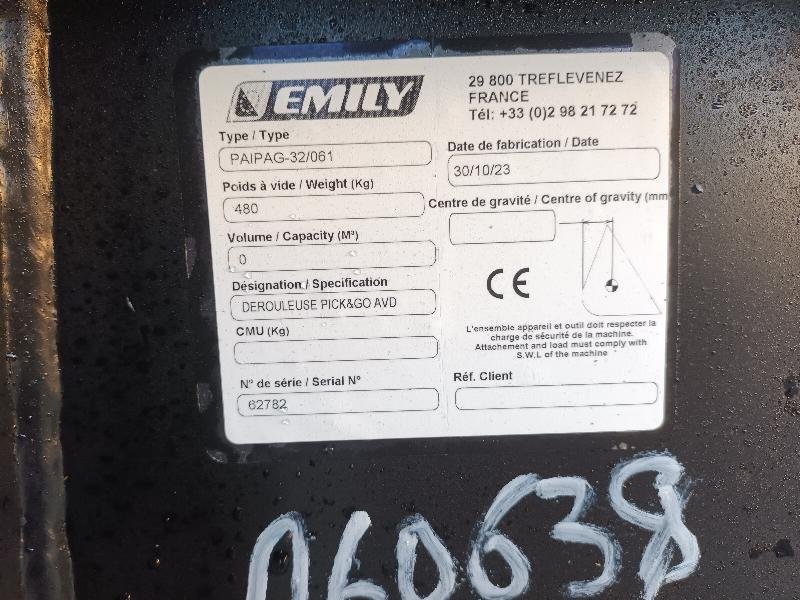 EMILY
29 800 TREFLEVENEZ
FRANCE
Tél: +33 (0)2 98 21 72 72
Type / Type
PAIPAG-32/061
Date de fabrication / Date
30/10/23
Poids à vide / Weight (Kg)
480
Centre de gravité / Centre of gravity (mm
Volume / Capacity (M³)
0
Désignation / Specification
DEROULEUSE PICK&GO AVD
CE
CMU (Kg)
L'ensemble appareil et outil doit respecter la
charge de sécurité de la machine.
Attachement and load must comply with
S.W.L of the machine
N° de série / Serial N°
62782
Réf. Client
060638